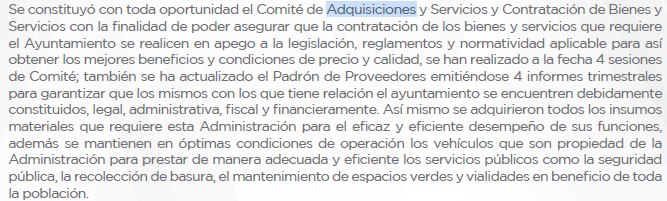 Se constituyó con toda oportunidad el Comité de Adquisiciones y Servicios y Contratación de Bienes y
Servicios con la finalidad de poder asegurar que la contratación de los bienes y servicios que requiere
el Ayuntamiento se realicen en apego a la legislación, reglamentos y normatividad aplicable para así
obtener los mejores beneficios y condiciones de precio y calidad, se han realizado a la fecha 4 sesiones
de Comité; también se ha actualizado el Padrón de Proveedores emitiéndose 4 informes trimestrales
para garantizar que los mismos con los que tiene relación el ayuntamiento se encuentren debidamente
constituidos, legal, administrativa, fiscal y financieramente. Así mismo se adquirieron todos los insumos
materiales que requiere esta Administración para el eficaz y eficiente desempeño de sus funciones,
además se mantienen en óptimas condiciones de operación los vehículos que son propiedad de la
Administración para prestar de manera adecuada y eficiente los servicios públicos como la seguridad
pública, la recolección de basura, el mantenimiento de espacios verdes y vialidades en beneficio de toda
la población.